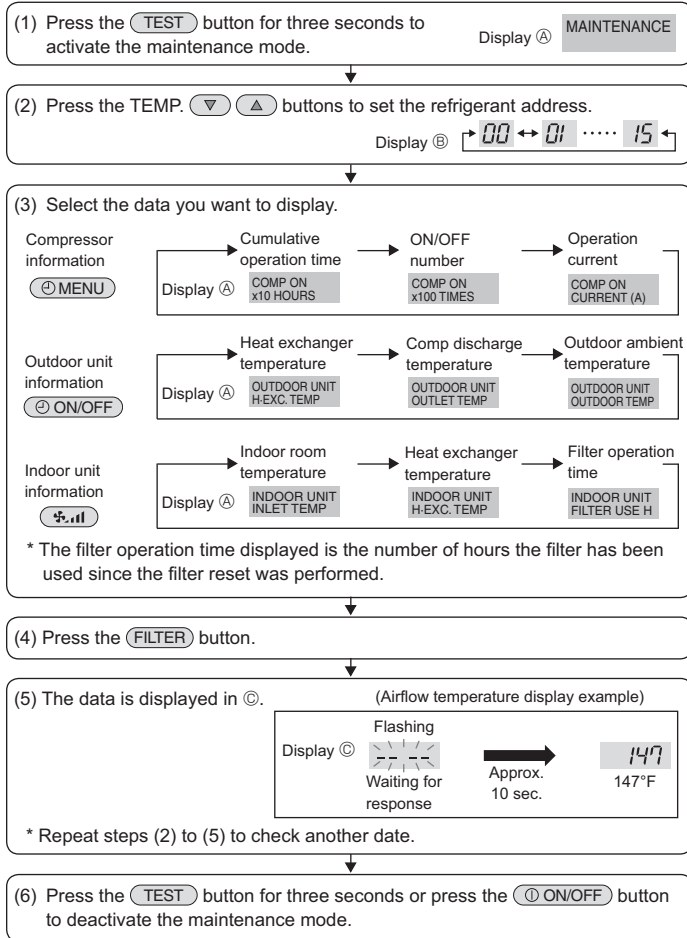 (1) Press the TEST button for three seconds to
activate the maintenance mode.
Display Ⓐ
MAINTENANCE
(2) Press the TEMP. ▽ △ buttons to set the refrigerant address.
Display Ⓑ 00 ↔ 01 ····· 15
(3) Select the data you want to display.
Compressor
information
MENU
Display Ⓐ
Cumulative
operation time
COMP ON
x10 HOURS
ON/OFF
number
COMP ON
x100 TIMES
Operation
current
COMP ON
CURRENT (A)
Outdoor unit
information
ON/OFF
Display Ⓐ
Heat exchanger
temperature
OUTDOOR UNIT
H·EXC. TEMP
Comp discharge
temperature
OUTDOOR UNIT
OUTLET TEMP
Outdoor ambient
temperature
OUTDOOR UNIT
OUTDOOR TEMP
Indoor unit
information
Display Ⓐ
Indoor room
temperature
INDOOR UNIT
INLET TEMP
Heat exchanger
temperature
INDOOR UNIT
H·EXC. TEMP
Filter operation
time
INDOOR UNIT
FILTER USE H
* The filter operation time displayed is the number of hours the filter has been
used since the filter reset was performed.
(4) Press the FILTER button.
(5) The data is displayed in Ⓒ.
(Airflow temperature display example)
Display Ⓒ
Flashing
-- --
Waiting for
response
Approx.
10 sec.
147
147°F
* Repeat steps (2) to (5) to check another date.
(6) Press the TEST button for three seconds or press the ON/OFF button
to deactivate the maintenance mode.